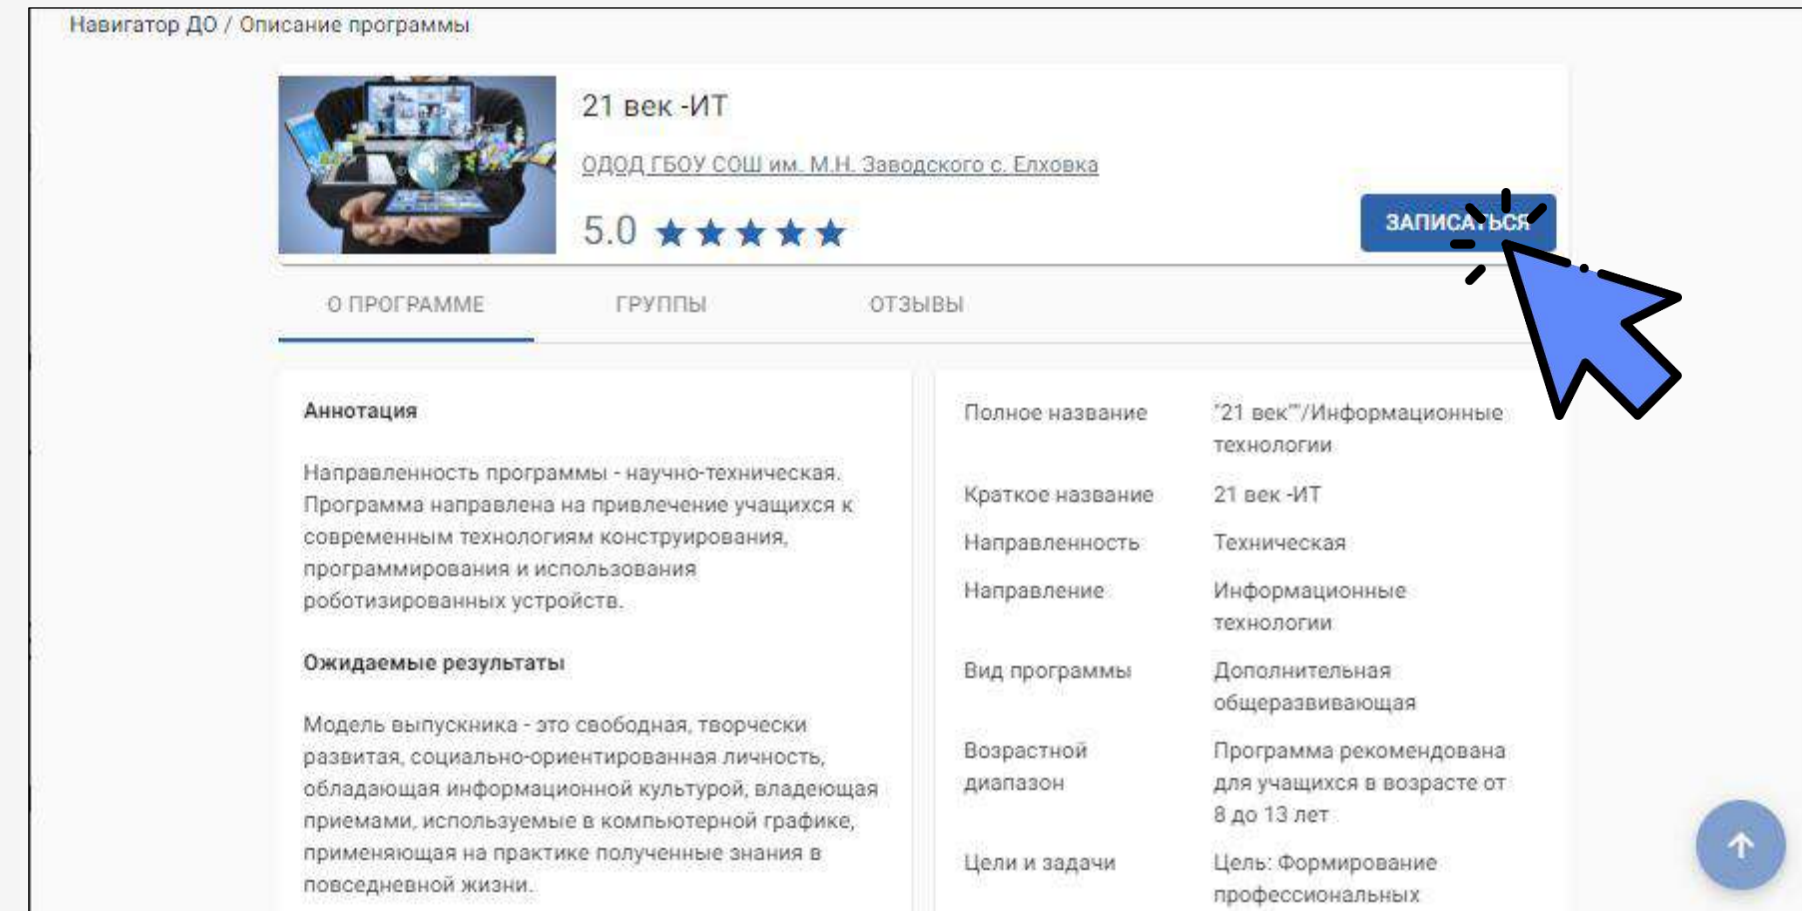 Навигатор ДО / Описание программы
21 век -ИТ
ОДОД ГБОУ СОШ им. М.Н. Заводского с. Елховка
5.0
ЗАПИСАТЬСЯ
О ПРОГРАММЕ ГРУППЫ ОТЗЫВЫ
Аннотация
Направленность программы - научно-техническая.
Программа направлена на привлечение учащихся к
современным технологиям конструирования,
программирования и использования
роботизированных устройств.
Ожидаемые результаты
Модель выпускника - это свободная, творчески
развитая, социально-ориентированная личность,
обладающая информационной культурой, владеющая
приемами, используемые в компьютерной графике,
применяющая на практике полученные знания в
повседневной жизни.
Полное название "21 век""/Информационные
технологии
Краткое название 21 век -ИТ
Направленность Техническая
Направление Информационные
технологии
Вид программы Дополнительная
общеразвивающая
Возрастной Программа рекомендована
диапазон для учащихся в возрасте от
8 до 13 лет
Цели и задачи Цель: Формирование
профессиональных